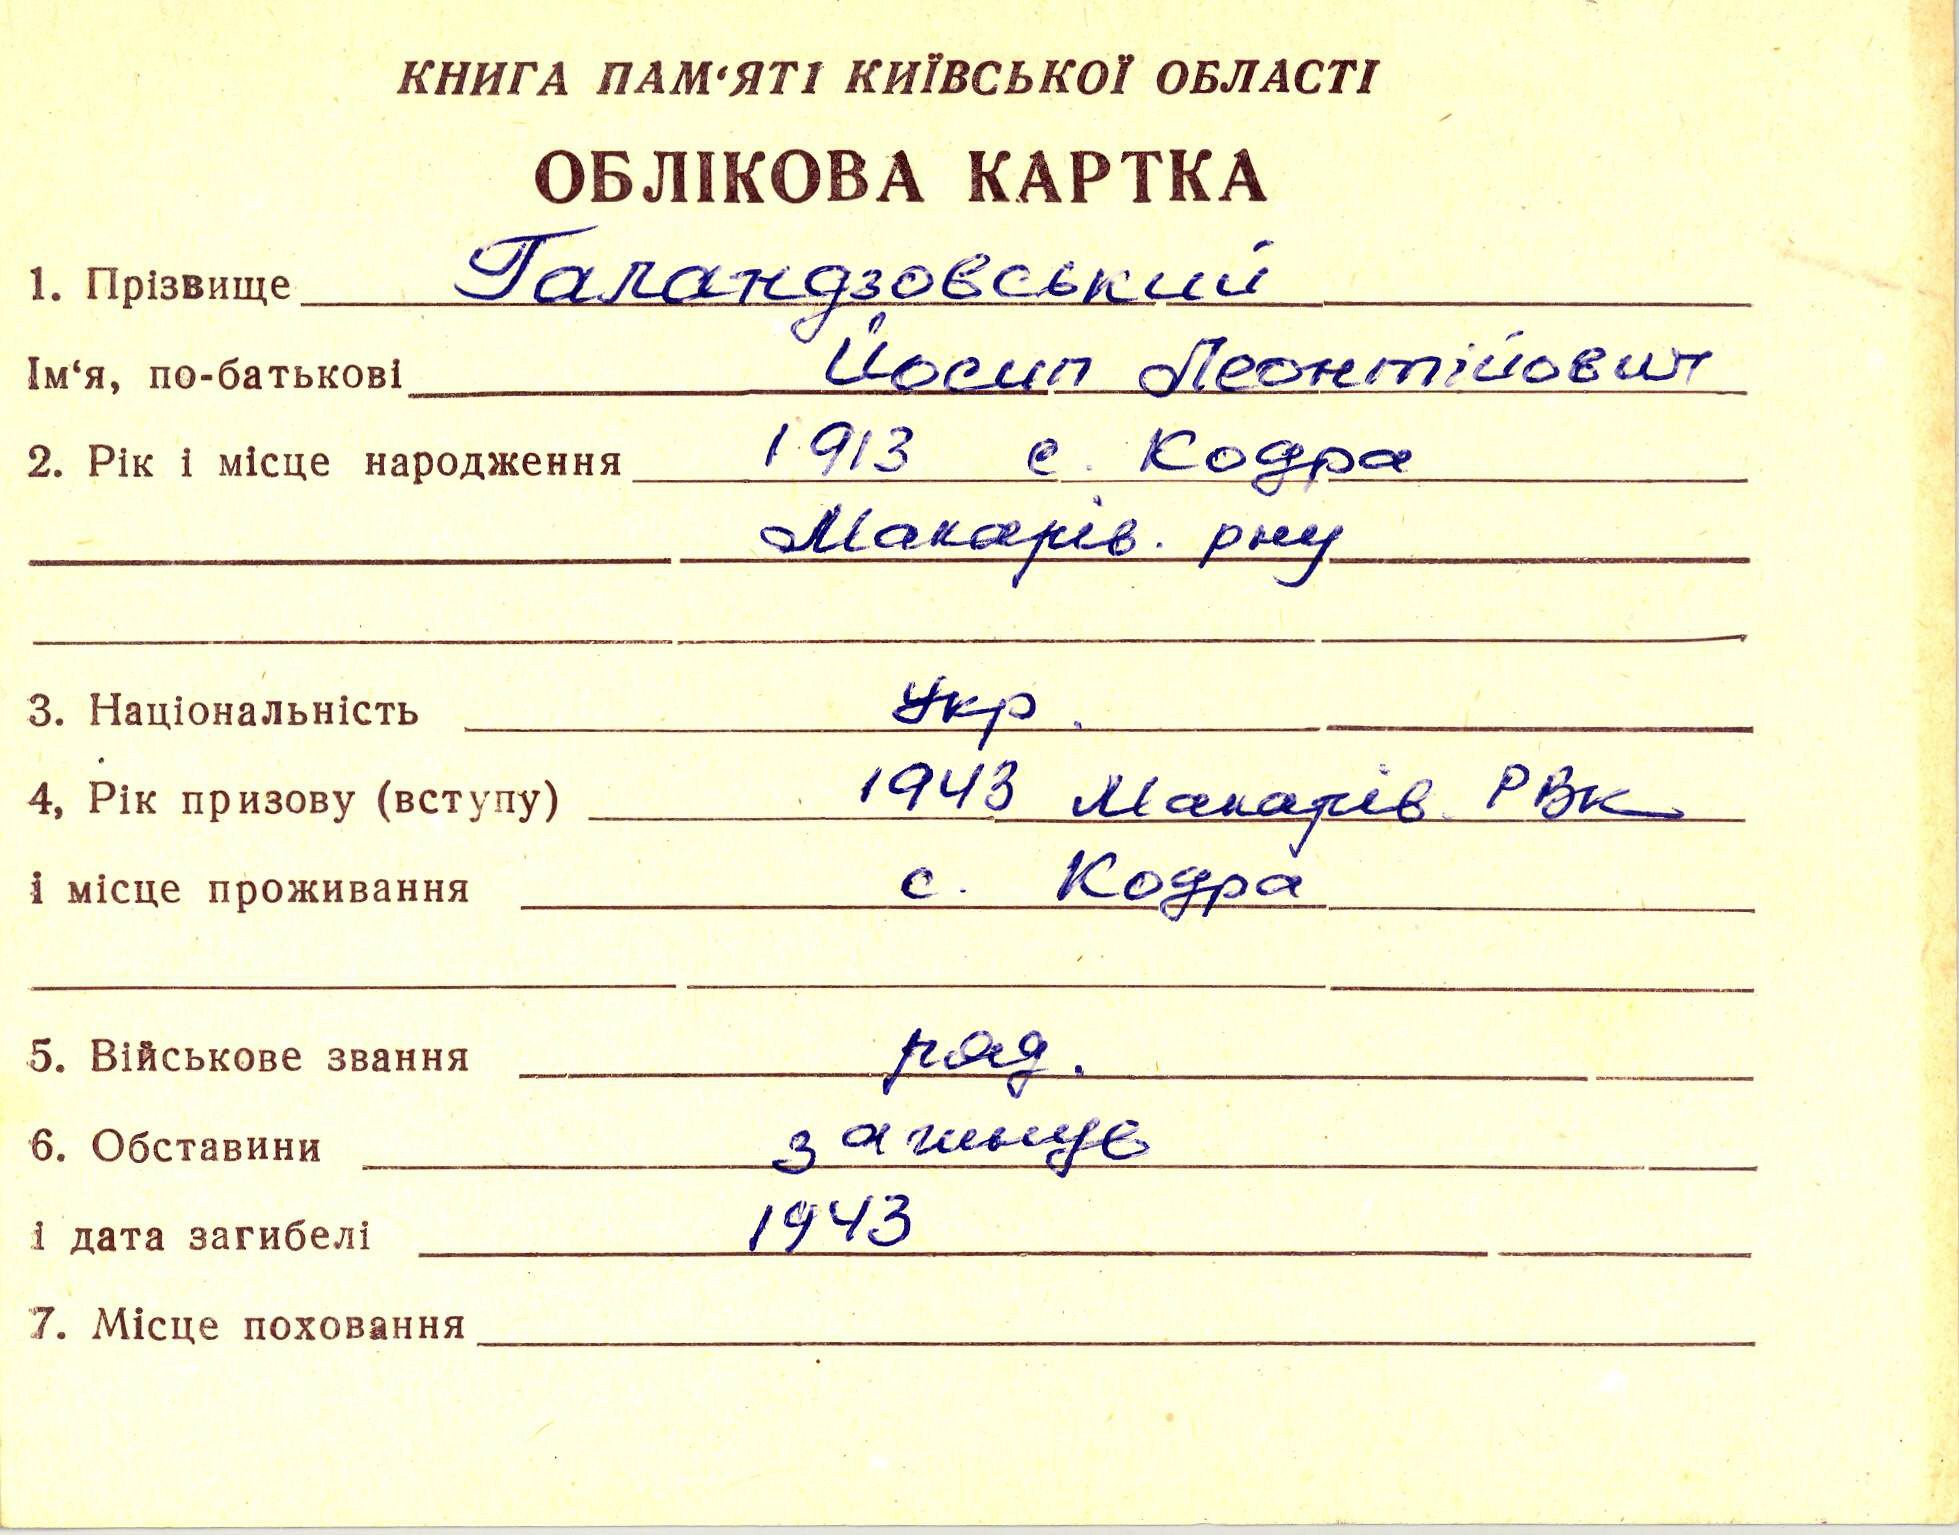 КНИГА ПАМ‘ЯТІ КИЇВСЬКОЇ ОБЛАСТІ
ОБЛІКОВА КАРТКА
1. Прізвище Галандзовський
Ім‘я, по-батькові Йосип Леонтійович
2. Рік і місце народження 1913 с. Кодра
Макарів. рну
3. Національність Укр.
4, Рік призову (вступу) 1943 Макарів. РВК
і місце проживання с. Кодра
5. Військове звання ряд.
6. Обставини загинув
і дата загибелі 1943
7. Місце поховання